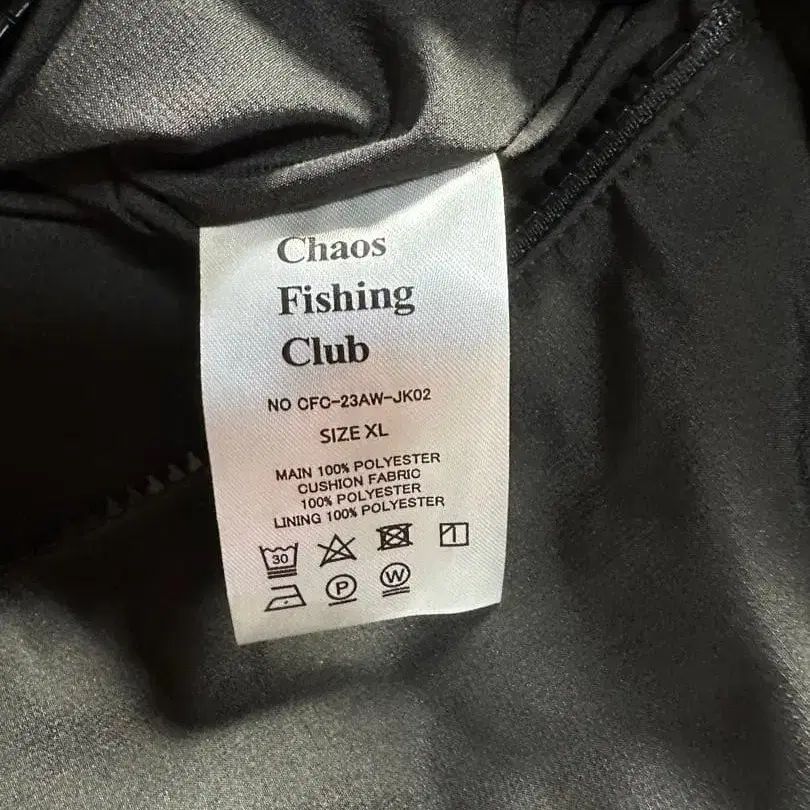 Chaos
Fishing
Club
NO CFC-23AW-JK02
SIZE XL
MAIN 100% POLYESTER
CUSHION FABRIC
100% POLYESTER
LINING 100% POLYESTER
30
P W